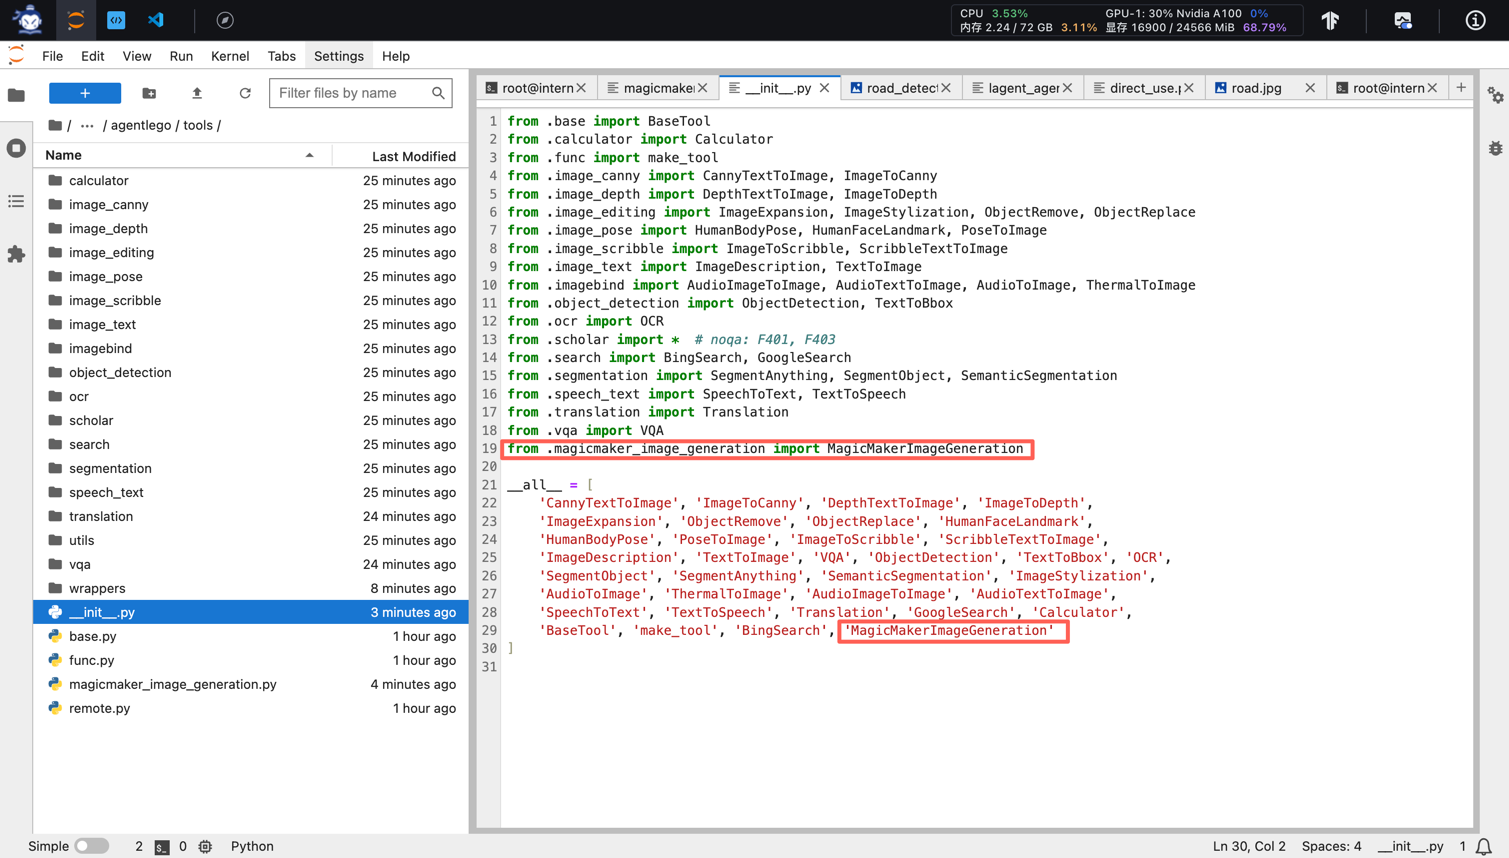 CPU 3.53% GPU-1: 30% Nvidia A100 0%
内存 2.24 / 72 GB 3.11% 显存 16900 / 24566 MiB 68.79%
File Edit View Run Kernel Tabs Settings Help
+ Filter files by name
/ ··· / agentlego / tools /
Name Last Modified
calculator 25 minutes ago
image_canny 25 minutes ago
image_depth 25 minutes ago
image_editing 25 minutes ago
image_pose 25 minutes ago
image_scribble 25 minutes ago
image_text 25 minutes ago
imagebind 25 minutes ago
object_detection 25 minutes ago
ocr 25 minutes ago
scholar 25 minutes ago
search 25 minutes ago
segmentation 25 minutes ago
speech_text 25 minutes ago
translation 24 minutes ago
utils 25 minutes ago
vqa 24 minutes ago
wrappers 8 minutes ago
__init__.py 3 minutes ago
base.py 1 hour ago
func.py 1 hour ago
magicmaker_image_generation.py 4 minutes ago
remote.py 1 hour ago
root@intern magicmaker __init__.py road_detect lagent_agen direct_use.p road.jpg root@intern +
1 from .base import BaseTool
2 from .calculator import Calculator
3 from .func import make_tool
4 from .image_canny import CannyTextToImage, ImageToCanny
5 from .image_depth import DepthTextToImage, ImageToDepth
6 from .image_editing import ImageExpansion, ImageStylization, ObjectRemove, ObjectReplace
7 from .image_pose import HumanBodyPose, HumanFaceLandmark, PoseToImage
8 from .image_scribble import ImageToScribble, ScribbleTextToImage
9 from .image_text import ImageDescription, TextToImage
10 from .imagebind import AudioImageToImage, AudioTextToImage, AudioToImage, ThermalToImage
11 from .object_detection import ObjectDetection, TextToBbox
12 from .ocr import OCR
13 from .scholar import * # noqa: F401, F403
14 from .search import BingSearch, GoogleSearch
15 from .segmentation import SegmentAnything, SegmentObject, SemanticSegmentation
16 from .speech_text import SpeechToText, TextToSpeech
17 from .translation import Translation
18 from .vqa import VQA
19 from .magicmaker_image_generation import MagicMakerImageGeneration
20
21 __all__ = [
22 'CannyTextToImage', 'ImageToCanny', 'DepthTextToImage', 'ImageToDepth',
23 'ImageExpansion', 'ObjectRemove', 'ObjectReplace', 'HumanFaceLandmark',
24 'HumanBodyPose', 'PoseToImage', 'ImageToScribble', 'ScribbleTextToImage',
25 'ImageDescription', 'TextToImage', 'VQA', 'ObjectDetection', 'TextToBbox', 'OCR',
26 'SegmentObject', 'SegmentAnything', 'SemanticSegmentation', 'ImageStylization',
27 'AudioToImage', 'ThermalToImage', 'AudioImageToImage', 'AudioTextToImage',
28 'SpeechToText', 'TextToSpeech', 'Translation', 'GoogleSearch', 'Calculator',
29 'BaseTool', 'make_tool', 'BingSearch', 'MagicMakerImageGeneration'
30 ]
31
Simple 2 0 Python Ln 30, Col 2 Spaces: 4 __init__.py 1